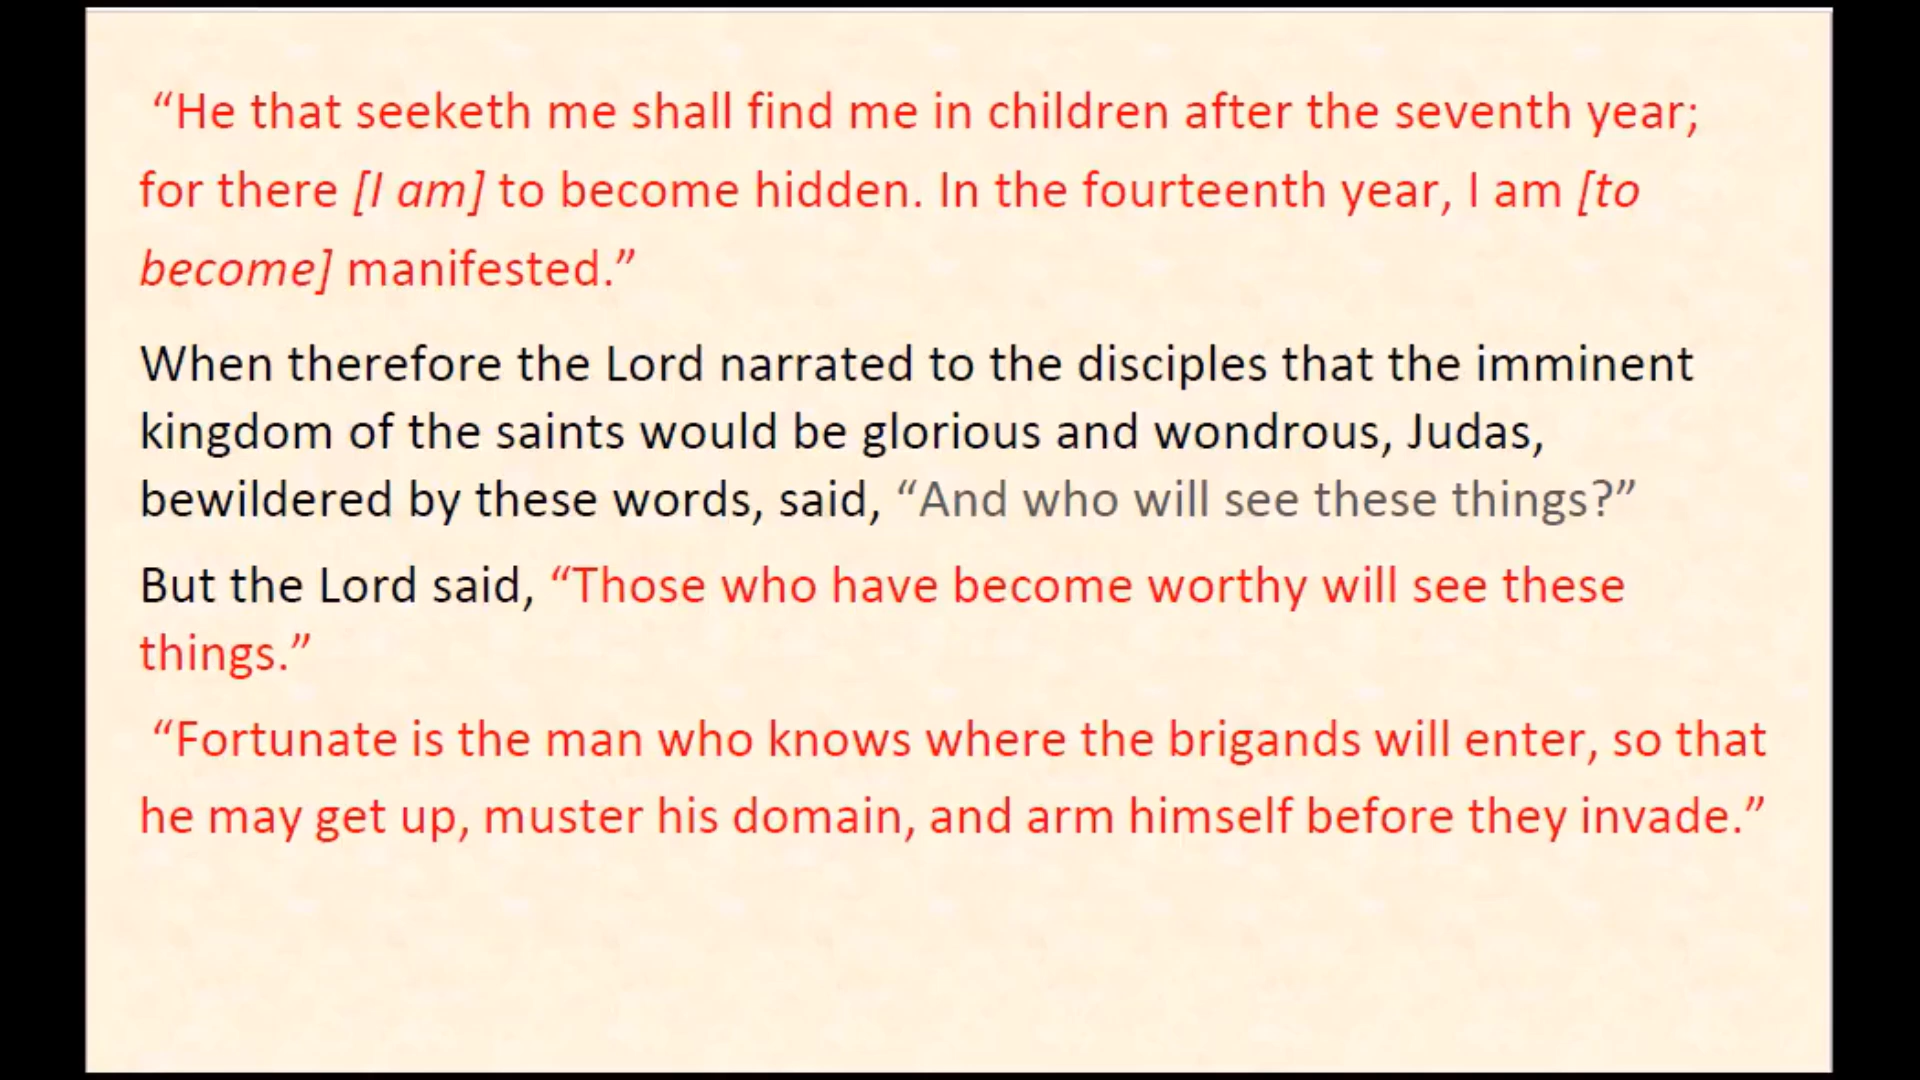 “He that seeketh me shall find me in children after the seventh year;
for there [I am] to become hidden. In the fourteenth year, I am [to
become] manifested.”
When therefore the Lord narrated to the disciples that the imminent
kingdom of the saints would be glorious and wondrous, Judas,
bewildered by these words, said, “And who will see these things?”
But the Lord said, “Those who have become worthy will see these
things.”
“Fortunate is the man who knows where the brigands will enter, so that
he may get up, muster his domain, and arm himself before they invade.”